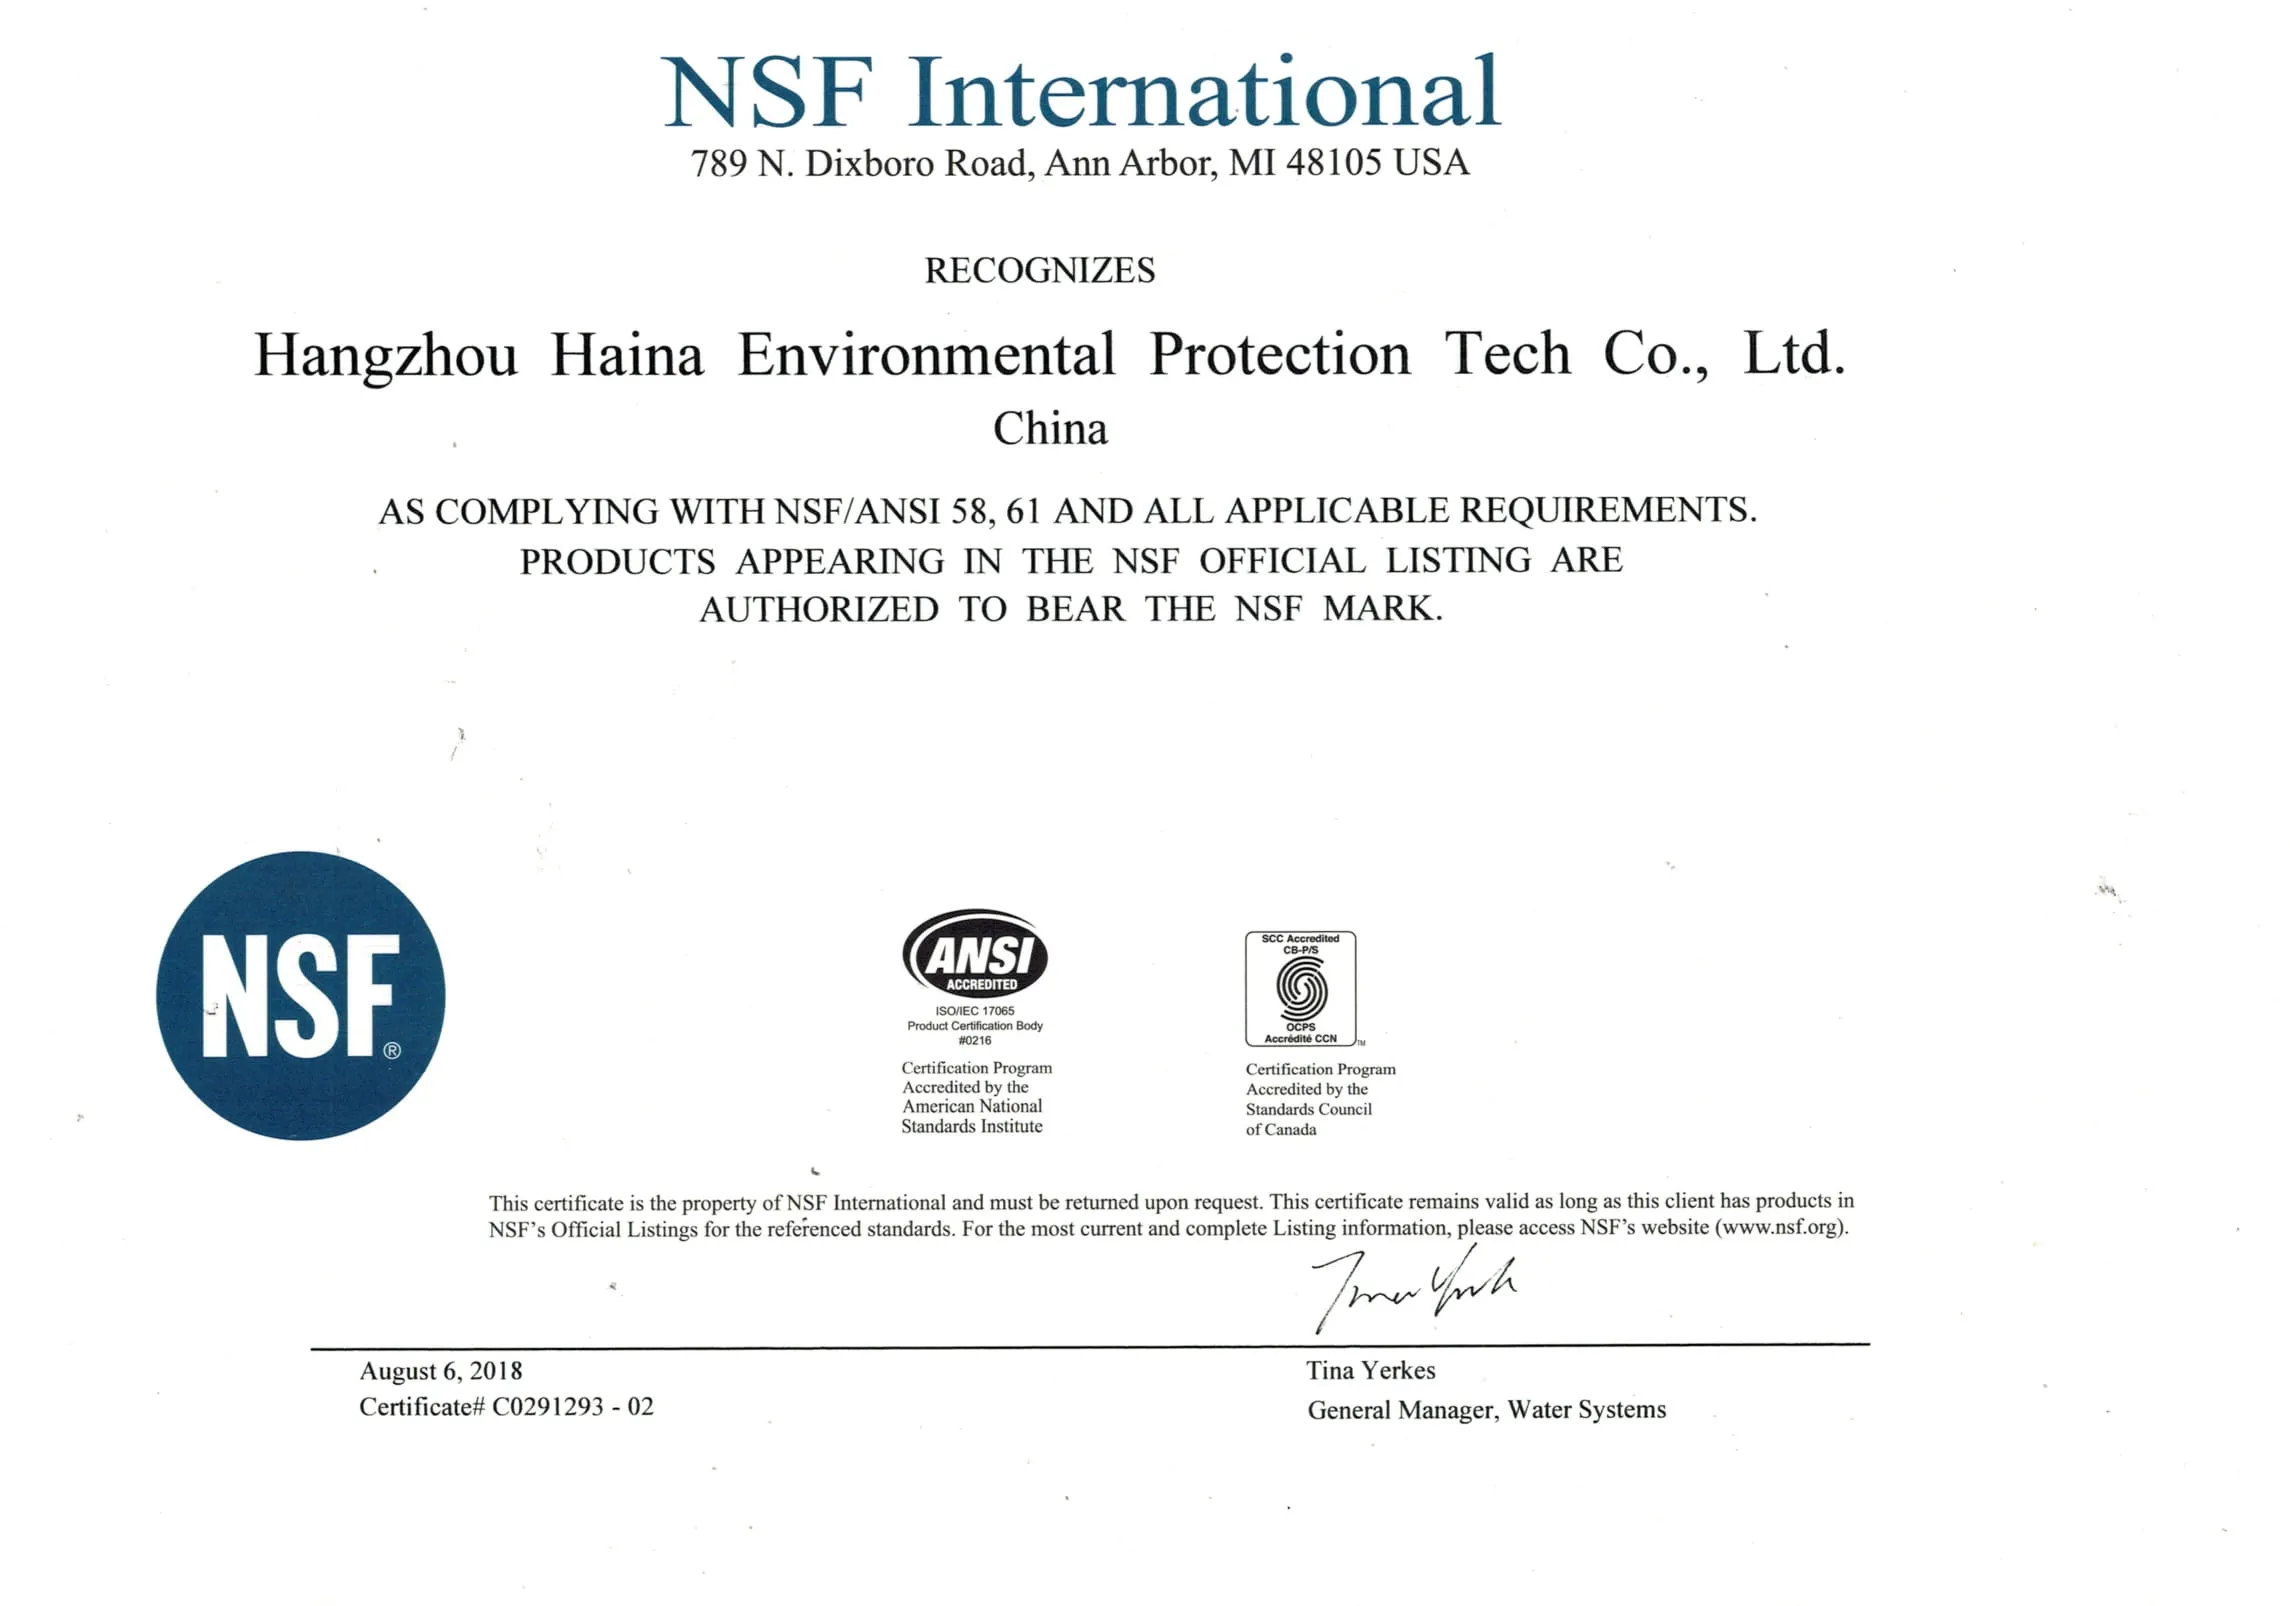 NSF International
789 N. Dixboro Road, Ann Arbor, MI 48105 USA
RECOGNIZES
Hangzhou Haina Environmental Protection Tech Co., Ltd.
China
AS COMPLYING WITH NSF/ANSI 58, 61 AND ALL APPLICABLE REQUIREMENTS.
PRODUCTS APPEARING IN THE NSF OFFICIAL LISTING ARE
AUTHORIZED TO BEAR THE NSF MARK.
NSF®
ANSI
ACCREDITED
ISO/IEC 17065
Product Certification Body
#0216
Certification Program
Accredited by the
American National
Standards Institute
SCC Accredited
CB-P/S
OCPS
Accrédité CCN
TM
Certification Program
Accredited by the
Standards Council
of Canada
This certificate is the property of NSF International and must be returned upon request. This certificate remains valid as long as this client has products in
NSF's Official Listings for the referenced standards. For the most current and complete Listing information, please access NSF's website (www.nsf.org).
August 6, 2018
Certificate# C0291293 - 02
Tina Yerkes
General Manager, Water Systems